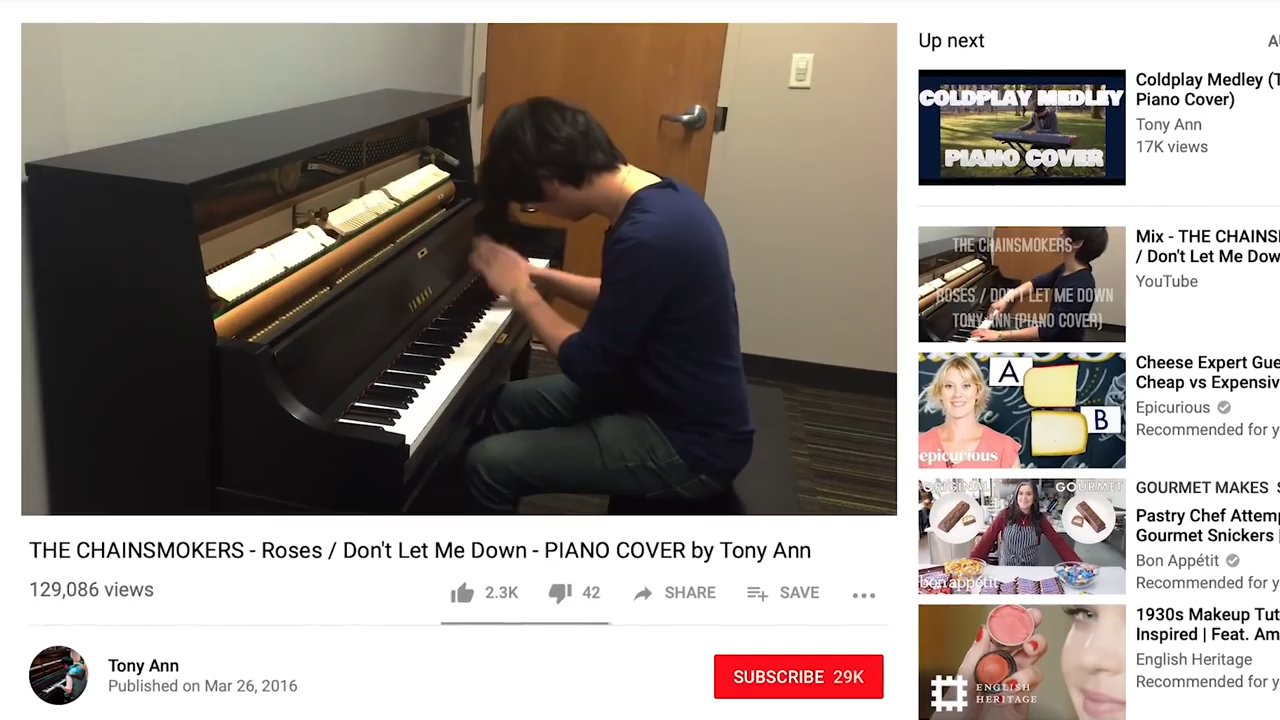 YAMAHA
THE CHAINSMOKERS - Roses / Don't Let Me Down - PIANO COVER by Tony Ann
129,086 views
2.3K
42
SHARE
SAVE
Tony Ann
Published on Mar 26, 2016
SUBSCRIBE 29K
Up next
COLDPLAY MEDLEY
PIANO COVER
Coldplay Medley (T
Piano Cover)
Tony Ann
17K views
THE CHAINSMOKERS
ROSES / DON'T LET ME DOWN
TONY ANN (PIANO COVER)
Mix - THE CHAINS
/ Don't Let Me Dow
YouTube
A
B
epicurious
Cheese Expert Gue
Cheap vs Expensiv
Epicurious
Recommended for y
ORIGINAL
GOURMET
bon appétit
GOURMET MAKES S
Pastry Chef Attemp
Gourmet Snickers |
Bon Appétit
Recommended for y
ENGLISH
HERITAGE
1930s Makeup Tut
Inspired | Feat. Am
English Heritage
Recommended for y